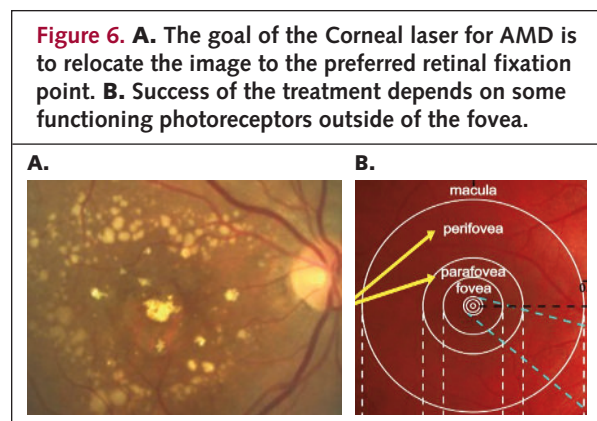 Figure 6. A. The goal of the Corneal laser for AMD is
to relocate the image to the preferred retinal fixation
point. B. Success of the treatment depends on some
functioning photoreceptors outside of the fovea.
A.
B.
macula
perifovea
parafovea
fovea